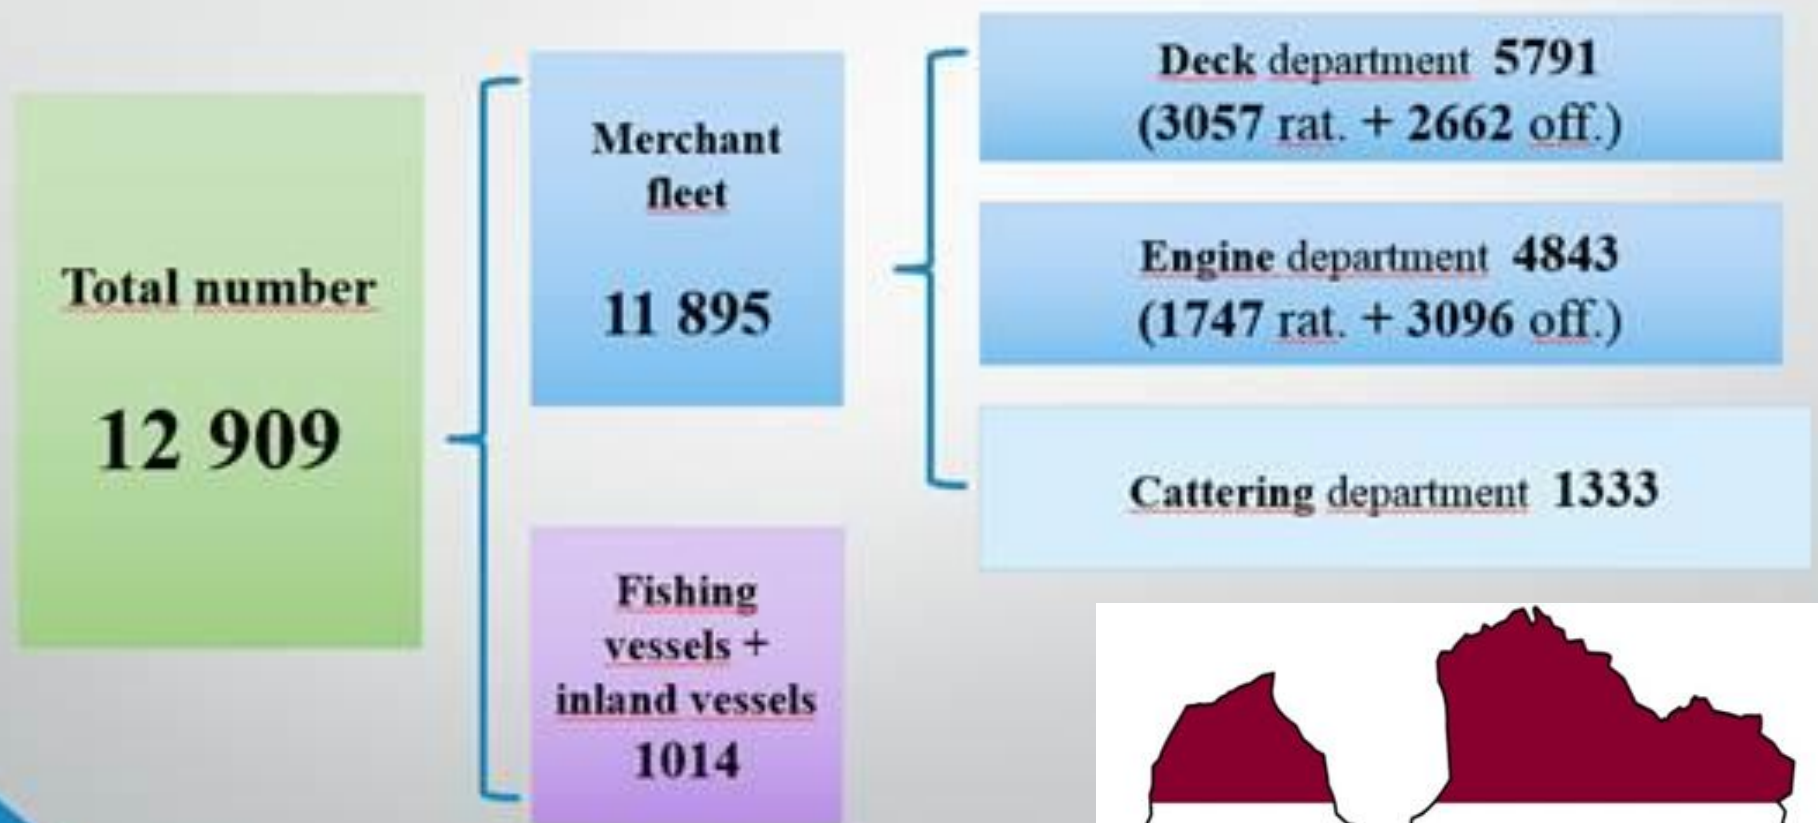 Total number
12 909
Merchant
fleet
11 895
Fishing
vessels +
inland vessels
1014
Deck department 5791
(3057 rat. + 2662 off.)
Engine department 4843
(1747 rat. + 3096 off.)
Cattering department 1333